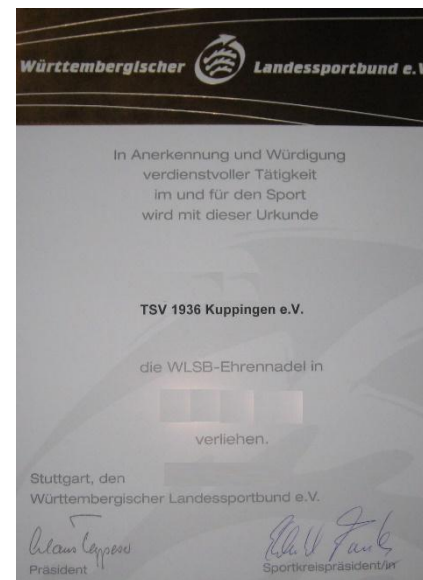 Württembergischer Landessportbund e.V
In Anerkennung und Würdigung
verdienstvoller Tätigkeit
im und für den Sport
wird mit dieser Urkunde
TSV 1936 Kuppingen e.V.
die WLSB-Ehrennadel in
verliehen.
Stuttgart, den
Württembergischer Landessportbund e.V.
Präsident Sportkreispräsident/in